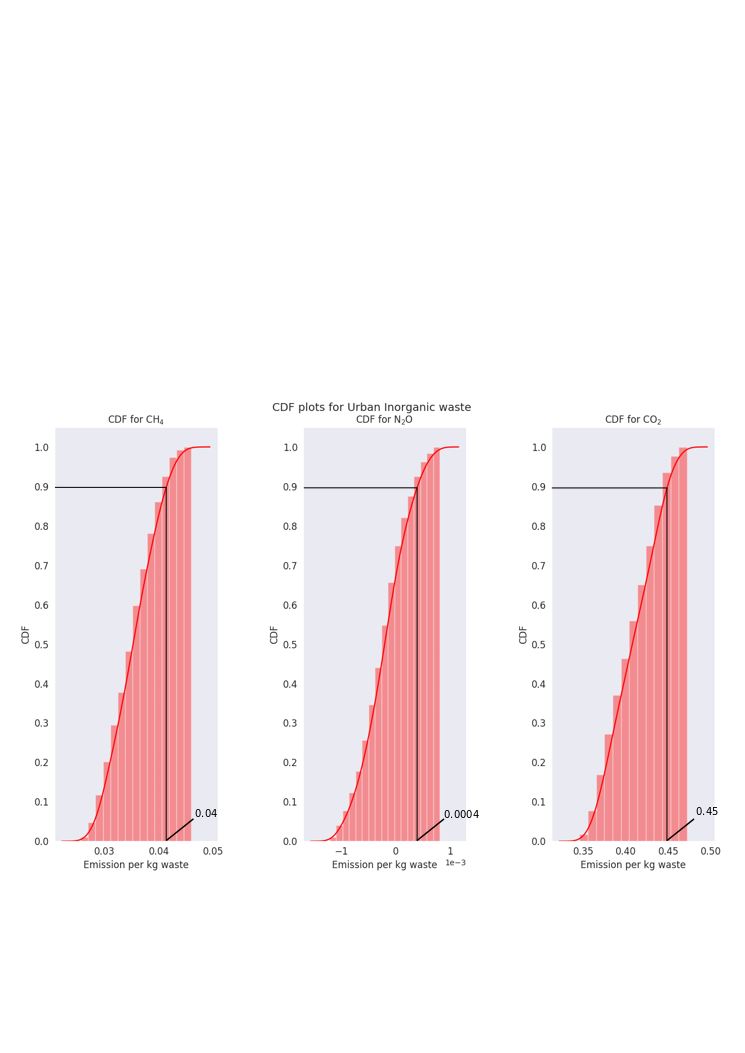 CDF plots for Urban Inorganic waste
CDF for CH₄
CDF
1.0
0.9
0.8
0.7
0.6
0.5
0.4
0.3
0.2
0.1
0.0
0.04
0.03 0.04 0.05
Emission per kg waste
CDF for N₂O
CDF
1.0
0.9
0.8
0.7
0.6
0.5
0.4
0.3
0.2
0.1
0.0
0.0004
−1 0 1
1e−3
Emission per kg waste
CDF for CO₂
CDF
1.0
0.9
0.8
0.7
0.6
0.5
0.4
0.3
0.2
0.1
0.0
0.45
0.35 0.40 0.45 0.50
Emission per kg waste